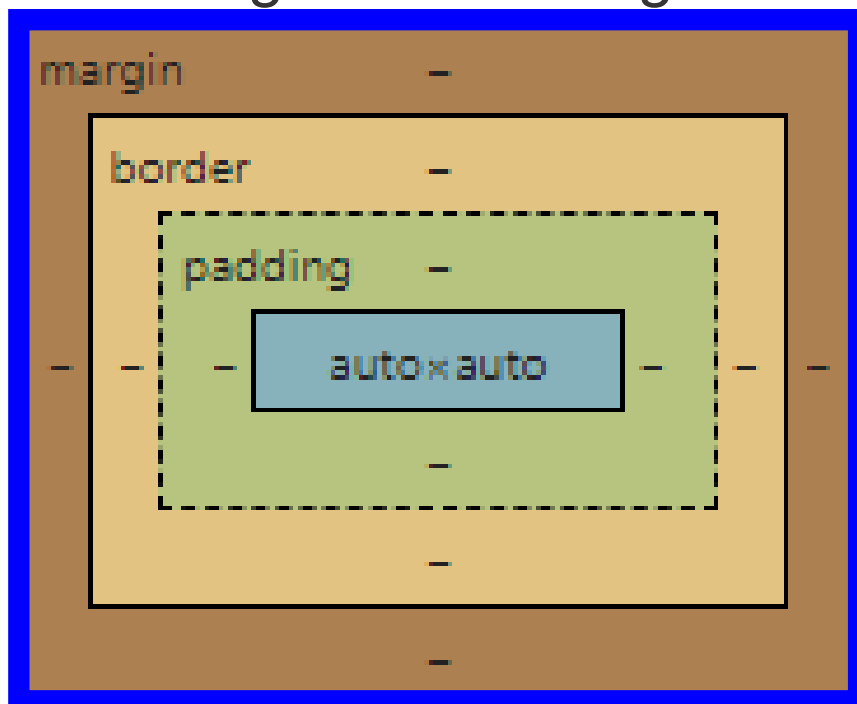 margin –
border –
padding –
– – – auto × auto – – –
–
–
–